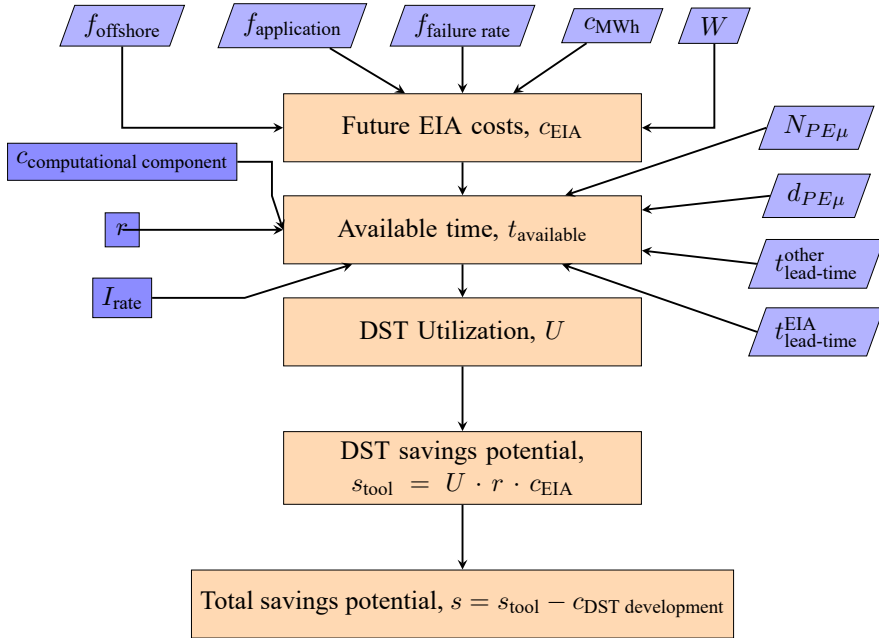 f_offshore
f_application
f_failure rate
c_MWh
W
Future EIA costs, c_EIA
N_PEμ
c_computational component
d_PEμ
r
Available time, t_available
t^other_lead-time
I_rate
DST Utilization, U
t^EIA_lead-time
DST savings potential,
s_tool = U · r · c_EIA
Total savings potential, s = s_tool − c_DST development